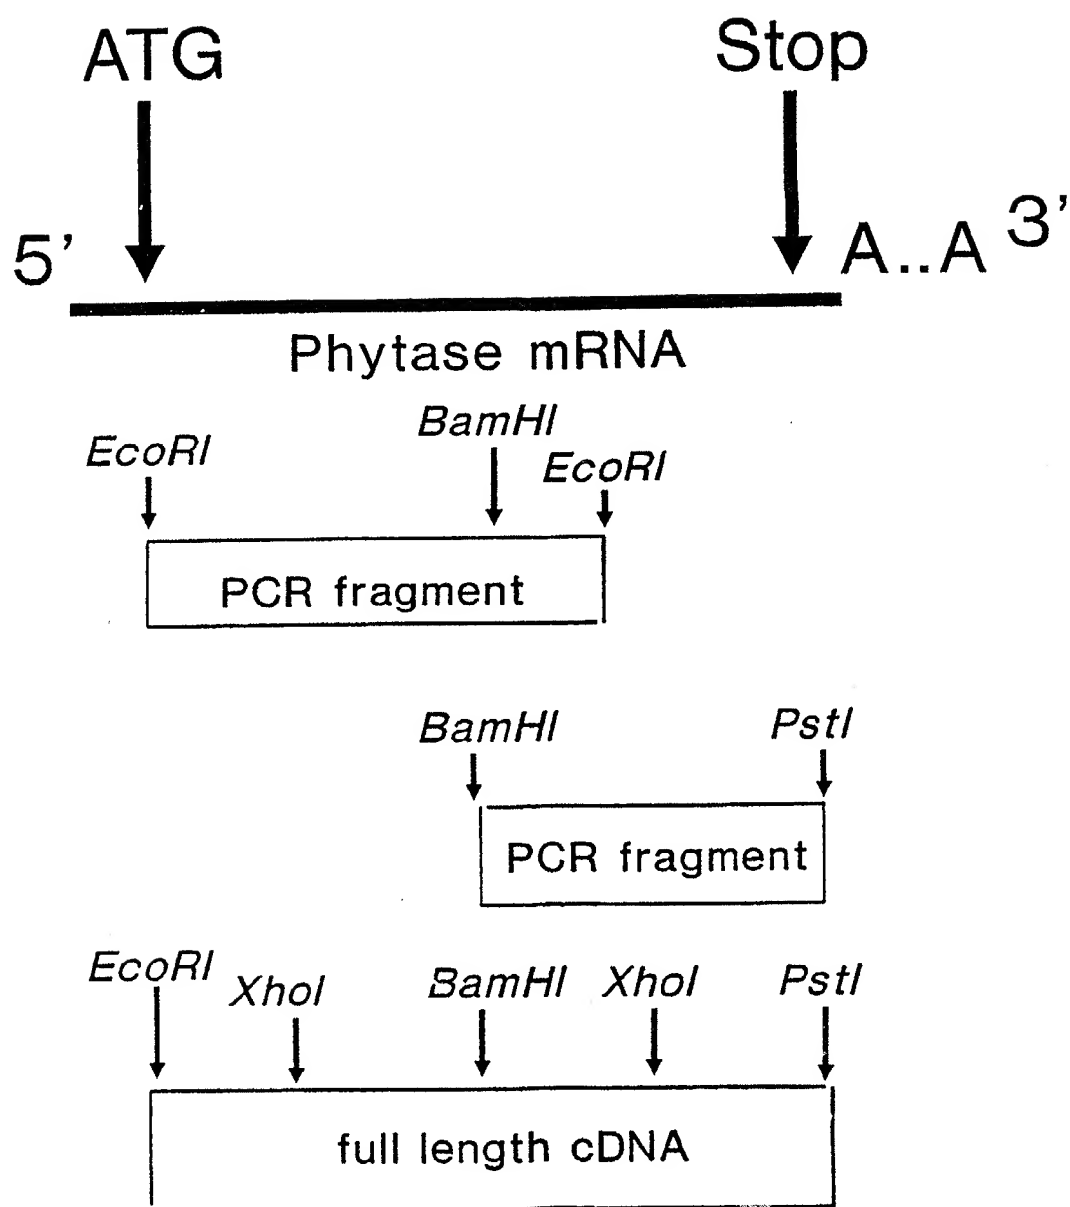 ATG Stop
5' A..A 3'
Phytase mRNA
EcoRI BamHI EcoRI
PCR fragment
BamHI PstI
PCR fragment
EcoRI XhoI BamHI XhoI PstI
full length cDNA